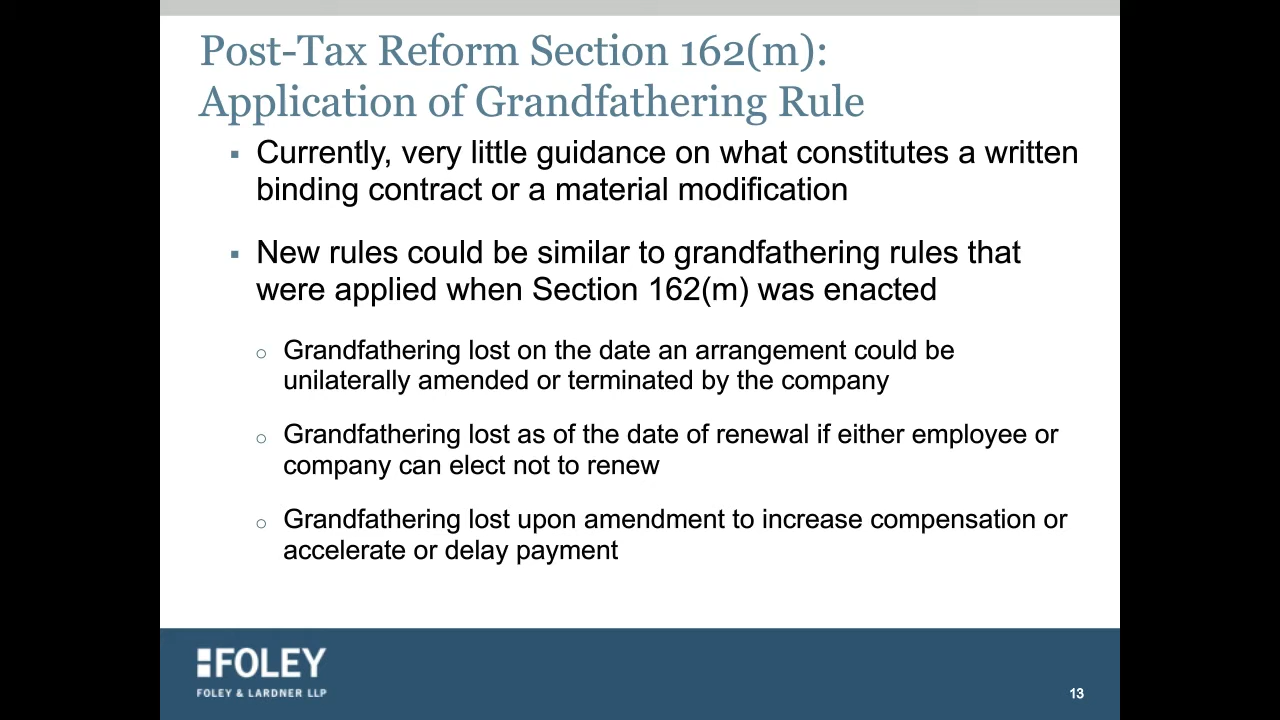 Post-Tax Reform Section 162(m):
Application of Grandfathering Rule
▪ Currently, very little guidance on what constitutes a written
binding contract or a material modification
▪ New rules could be similar to grandfathering rules that
were applied when Section 162(m) was enacted
○ Grandfathering lost on the date an arrangement could be
unilaterally amended or terminated by the company
○ Grandfathering lost as of the date of renewal if either employee or
company can elect not to renew
○ Grandfathering lost upon amendment to increase compensation or
accelerate or delay payment
FOLEY
FOLEY & LARDNER LLP
13